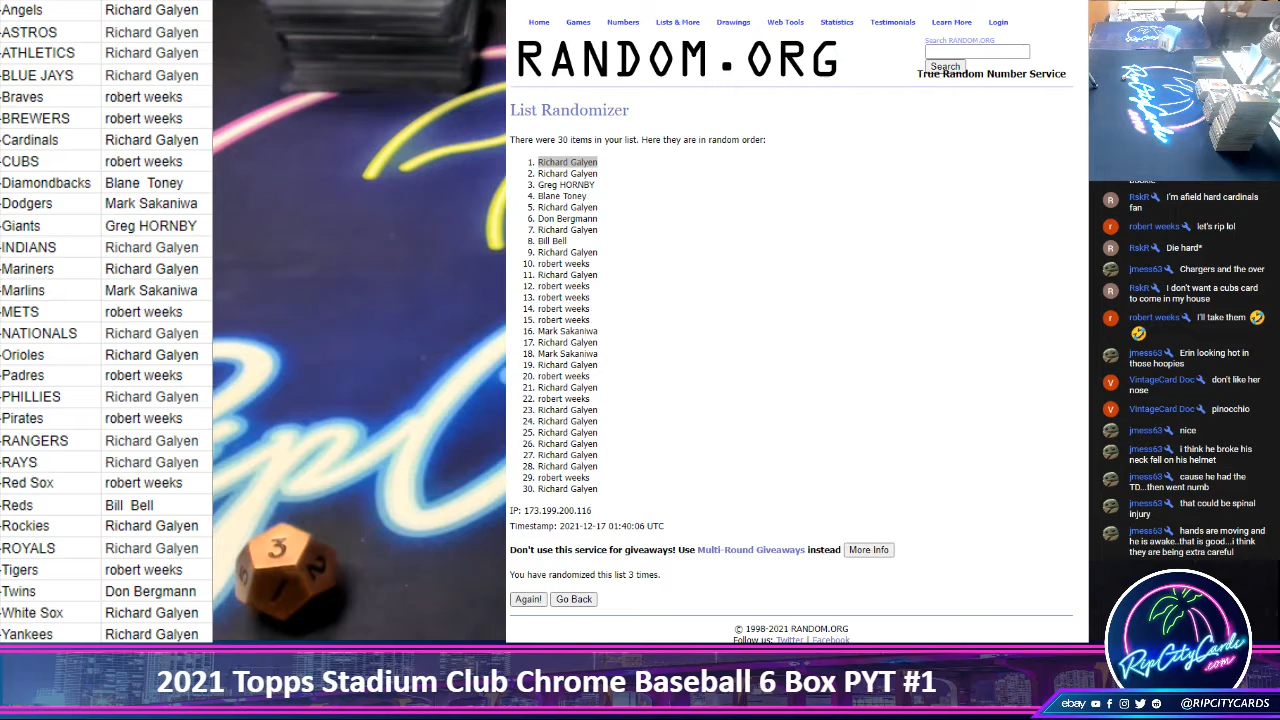 -Angels Richard Galyen
-ASTROS Richard Galyen
-ATHLETICS Richard Galyen
-BLUE JAYS Richard Galyen
-Braves robert weeks
-BREWERS robert weeks
-Cardinals Richard Galyen
-CUBS robert weeks
-Diamondbacks Blane Toney
-Dodgers Mark Sakaniwa
-Giants Greg HORNBY
-INDIANS Richard Galyen
-Mariners Richard Galyen
-Marlins Mark Sakaniwa
-METS robert weeks
-NATIONALS Richard Galyen
-Orioles Richard Galyen
-Padres robert weeks
-PHILLIES Richard Galyen
-Pirates robert weeks
-RANGERS Richard Galyen
-RAYS Richard Galyen
-Red Sox robert weeks
-Reds Bill Bell
-Rockies Richard Galyen
-ROYALS Richard Galyen
-Tigers robert weeks
-Twins Don Bergmann
-White Sox Richard Galyen
-Yankees Richard Galyen
3
2
Home Games Numbers Lists & More Drawings Web Tools Statistics Testimonials Learn More Login
RANDOM.ORG
Search RANDOM.ORG
Search
True Random Number Service
List Randomizer
There were 30 items in your list. Here they are in random order:
1. Richard Galyen
2. Richard Galyen
3. Greg HORNBY
4. Blane Toney
5. Richard Galyen
6. Don Bergmann
7. Richard Galyen
8. Bill Bell
9. Richard Galyen
10. robert weeks
11. Richard Galyen
12. robert weeks
13. robert weeks
14. robert weeks
15. robert weeks
16. Mark Sakaniwa
17. Richard Galyen
18. Mark Sakaniwa
19. Richard Galyen
20. robert weeks
21. Richard Galyen
22. robert weeks
23. Richard Galyen
24. Richard Galyen
25. Richard Galyen
26. Richard Galyen
27. Richard Galyen
28. Richard Galyen
29. robert weeks
30. Richard Galyen
IP: 173.199.200.116
Timestamp: 2021-12-17 01:40:06 UTC
Don't use this service for giveaways! Use Multi-Round Giveaways instead More Info
You have randomized this list 3 times.
Again! Go Back
© 1998-2021 RANDOM.ORG
Follow us: Twitter | Facebook
R RskR I'm afield hard cardinals
fan
r robert weeks let's rip lol
R RskR Die hard*
jmess63 Chargers and the over
R RskR I don't want a cubs card
to come in my house
r robert weeks I'll take them 🤣
🤣
jmess63 Erin looking hot in
those hoopies
V VintageCard Doc don't like her
nose
V VintageCard Doc pinocchio
jmess63 nice
jmess63 i think he broke his
neck fell on his helmet
jmess63 cause he had the
TD...then went numb
jmess63 that could be spinal
injury
jmess63 hands are moving and
he is awake..that is good...i think
they are being extra careful
RipCityCards
.com
2021 Topps Stadium Club Chrome Baseball 6 Box PYT #1
ebay @RIPCITYCARDS